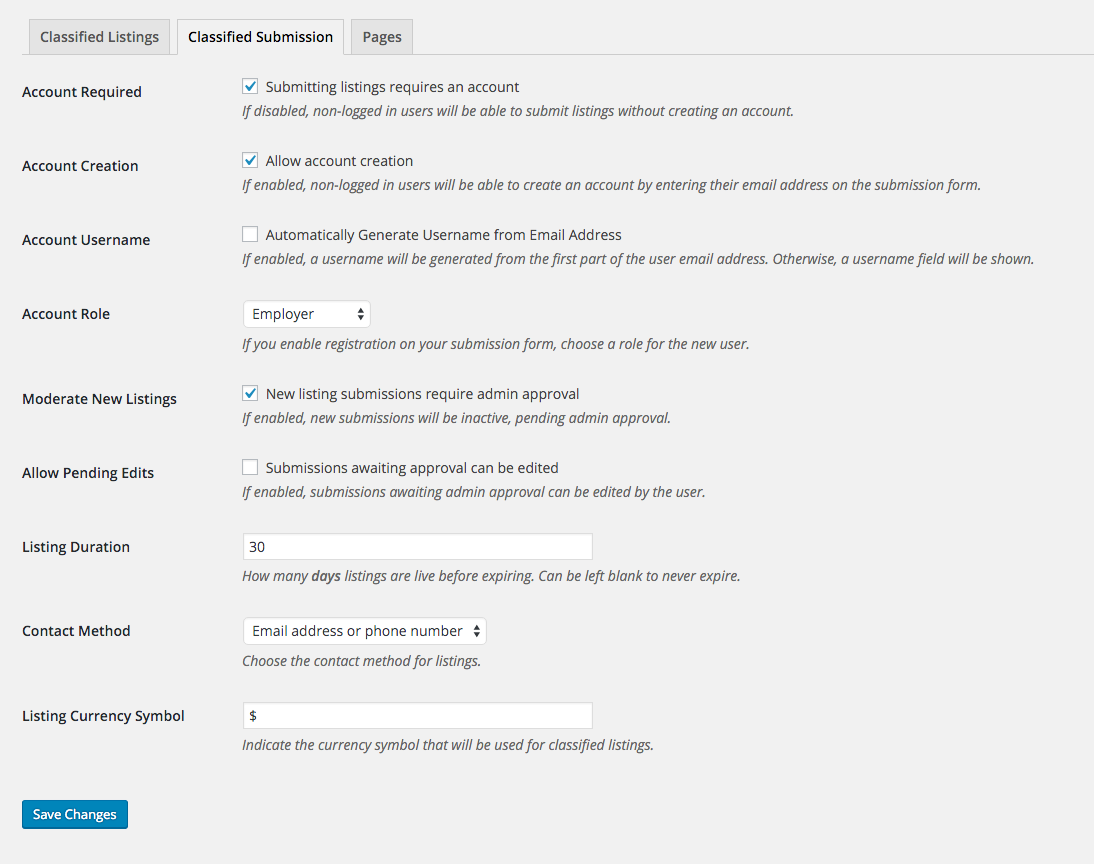 Classified Listings
Classified Submission
Pages
Account Required
Submitting listings requires an account
If disabled, non-logged in users will be able to submit listings without creating an account.
Account Creation
Allow account creation
If enabled, non-logged in users will be able to create an account by entering their email address on the submission form.
Account Username
Automatically Generate Username from Email Address
If enabled, a username will be generated from the first part of the user email address. Otherwise, a username field will be shown.
Account Role
Employer
If you enable registration on your submission form, choose a role for the new user.
Moderate New Listings
New listing submissions require admin approval
If enabled, new submissions will be inactive, pending admin approval.
Allow Pending Edits
Submissions awaiting approval can be edited
If enabled, submissions awaiting admin approval can be edited by the user.
Listing Duration
30
How many days listings are live before expiring. Can be left blank to never expire.
Contact Method
Email address or phone number
Choose the contact method for listings.
Listing Currency Symbol
$
Indicate the currency symbol that will be used for classified listings.
Save Changes